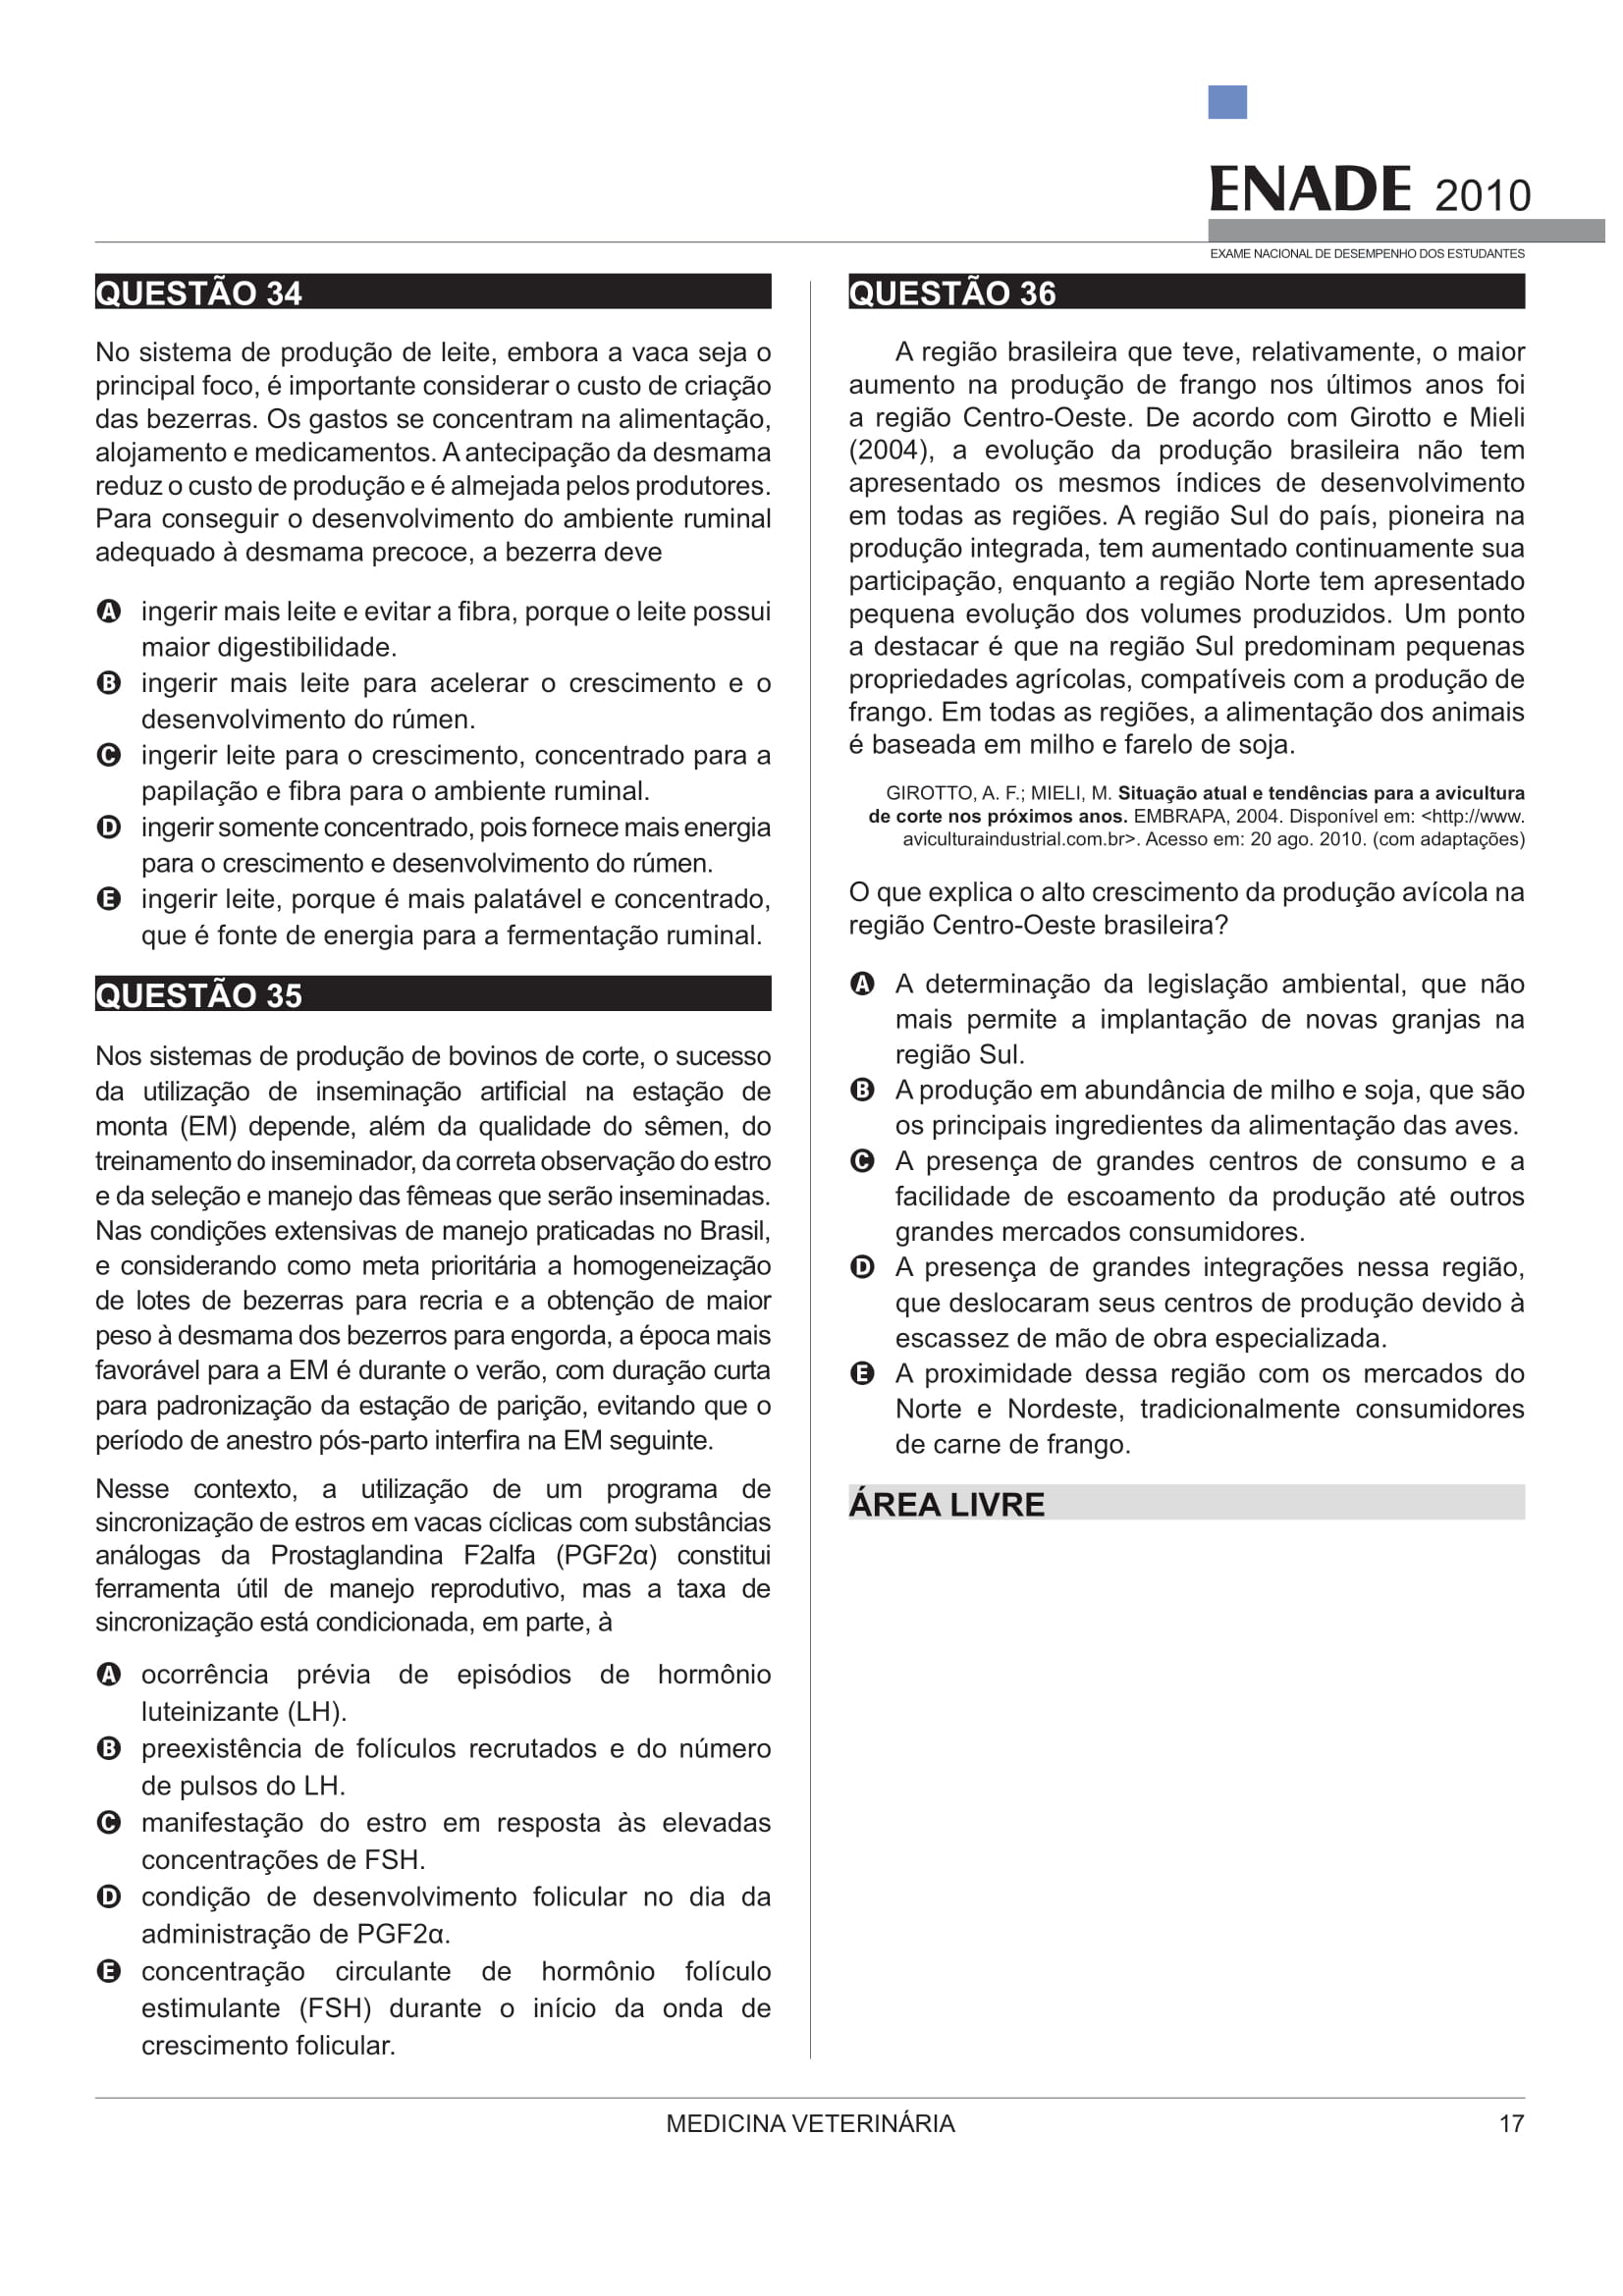 ENADE 2010
EXAME NACIONAL DE DESEMPENHO DOS ESTUDANTES
QUESTÃO 34
No sistema de produção de leite, embora a vaca seja o
principal foco, é importante considerar o custo de criação
das bezerras. Os gastos se concentram na alimentação,
alojamento e medicamentos. A antecipação da desmama
reduz o custo de produção e é almejada pelos produtores.
Para conseguir o desenvolvimento do ambiente ruminal
adequado à desmama precoce, a bezerra deve
A ingerir mais leite e evitar a fibra, porque o leite possui
maior digestibilidade.
B ingerir mais leite para acelerar o crescimento e o
desenvolvimento do rúmen.
C ingerir leite para o crescimento, concentrado para a
papilação e fibra para o ambiente ruminal.
D ingerir somente concentrado, pois fornece mais energia
para o crescimento e desenvolvimento do rúmen.
E ingerir leite, porque é mais palatável e concentrado,
que é fonte de energia para a fermentação ruminal.
QUESTÃO 35
Nos sistemas de produção de bovinos de corte, o sucesso
da utilização de inseminação artificial na estação de
monta (EM) depende, além da qualidade do sêmen, do
treinamento do inseminador, da correta observação do estro
e da seleção e manejo das fêmeas que serão inseminadas.
Nas condições extensivas de manejo praticadas no Brasil,
e considerando como meta prioritária a homogeneização
de lotes de bezerras para recria e a obtenção de maior
peso à desmama dos bezerros para engorda, a época mais
favorável para a EM é durante o verão, com duração curta
para padronização da estação de parição, evitando que o
período de anestro pós-parto interfira na EM seguinte.
Nesse contexto, a utilização de um programa de
sincronização de estros em vacas cíclicas com substâncias
análogas da Prostaglandina F2alfa (PGF2α) constitui
ferramenta útil de manejo reprodutivo, mas a taxa de
sincronização está condicionada, em parte, à
A ocorrência prévia de episódios de hormônio
luteinizante (LH).
B preexistência de folículos recrutados e do número
de pulsos do LH.
C manifestação do estro em resposta às elevadas
concentrações de FSH.
D condição de desenvolvimento folicular no dia da
administração de PGF2α.
E concentração circulante de hormônio folículo
estimulante (FSH) durante o início da onda de
crescimento folicular.
QUESTÃO 36
A região brasileira que teve, relativamente, o maior
aumento na produção de frango nos últimos anos foi
a região Centro-Oeste. De acordo com Girotto e Mieli
(2004), a evolução da produção brasileira não tem
apresentado os mesmos índices de desenvolvimento
em todas as regiões. A região Sul do país, pioneira na
produção integrada, tem aumentado continuamente sua
participação, enquanto a região Norte tem apresentado
pequena evolução dos volumes produzidos. Um ponto
a destacar é que na região Sul predominam pequenas
propriedades agrícolas, compatíveis com a produção de
frango. Em todas as regiões, a alimentação dos animais
é baseada em milho e farelo de soja.
GIROTTO, A. F.; MIELI, M. Situação atual e tendências para a avicultura
de corte nos próximos anos. EMBRAPA, 2004. Disponível em: <http://www.
aviculturaindustrial.com.br>. Acesso em: 20 ago. 2010. (com adaptações)
O que explica o alto crescimento da produção avícola na
região Centro-Oeste brasileira?
A A determinação da legislação ambiental, que não
mais permite a implantação de novas granjas na
região Sul.
B A produção em abundância de milho e soja, que são
os principais ingredientes da alimentação das aves.
C A presença de grandes centros de consumo e a
facilidade de escoamento da produção até outros
grandes mercados consumidores.
D A presença de grandes integrações nessa região,
que deslocaram seus centros de produção devido à
escassez de mão de obra especializada.
E A proximidade dessa região com os mercados do
Norte e Nordeste, tradicionalmente consumidores
de carne de frango.
ÁREA LIVRE
MEDICINA VETERINÁRIA
17